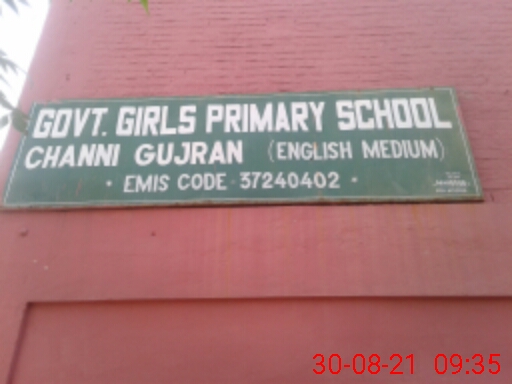 GOVT. GIRLS PRIMARY SCHOOL
CHANNI GUJRAN (ENGLISH MEDIUM)
• EMIS CODE - 37240402 •
30-08-21 09:35